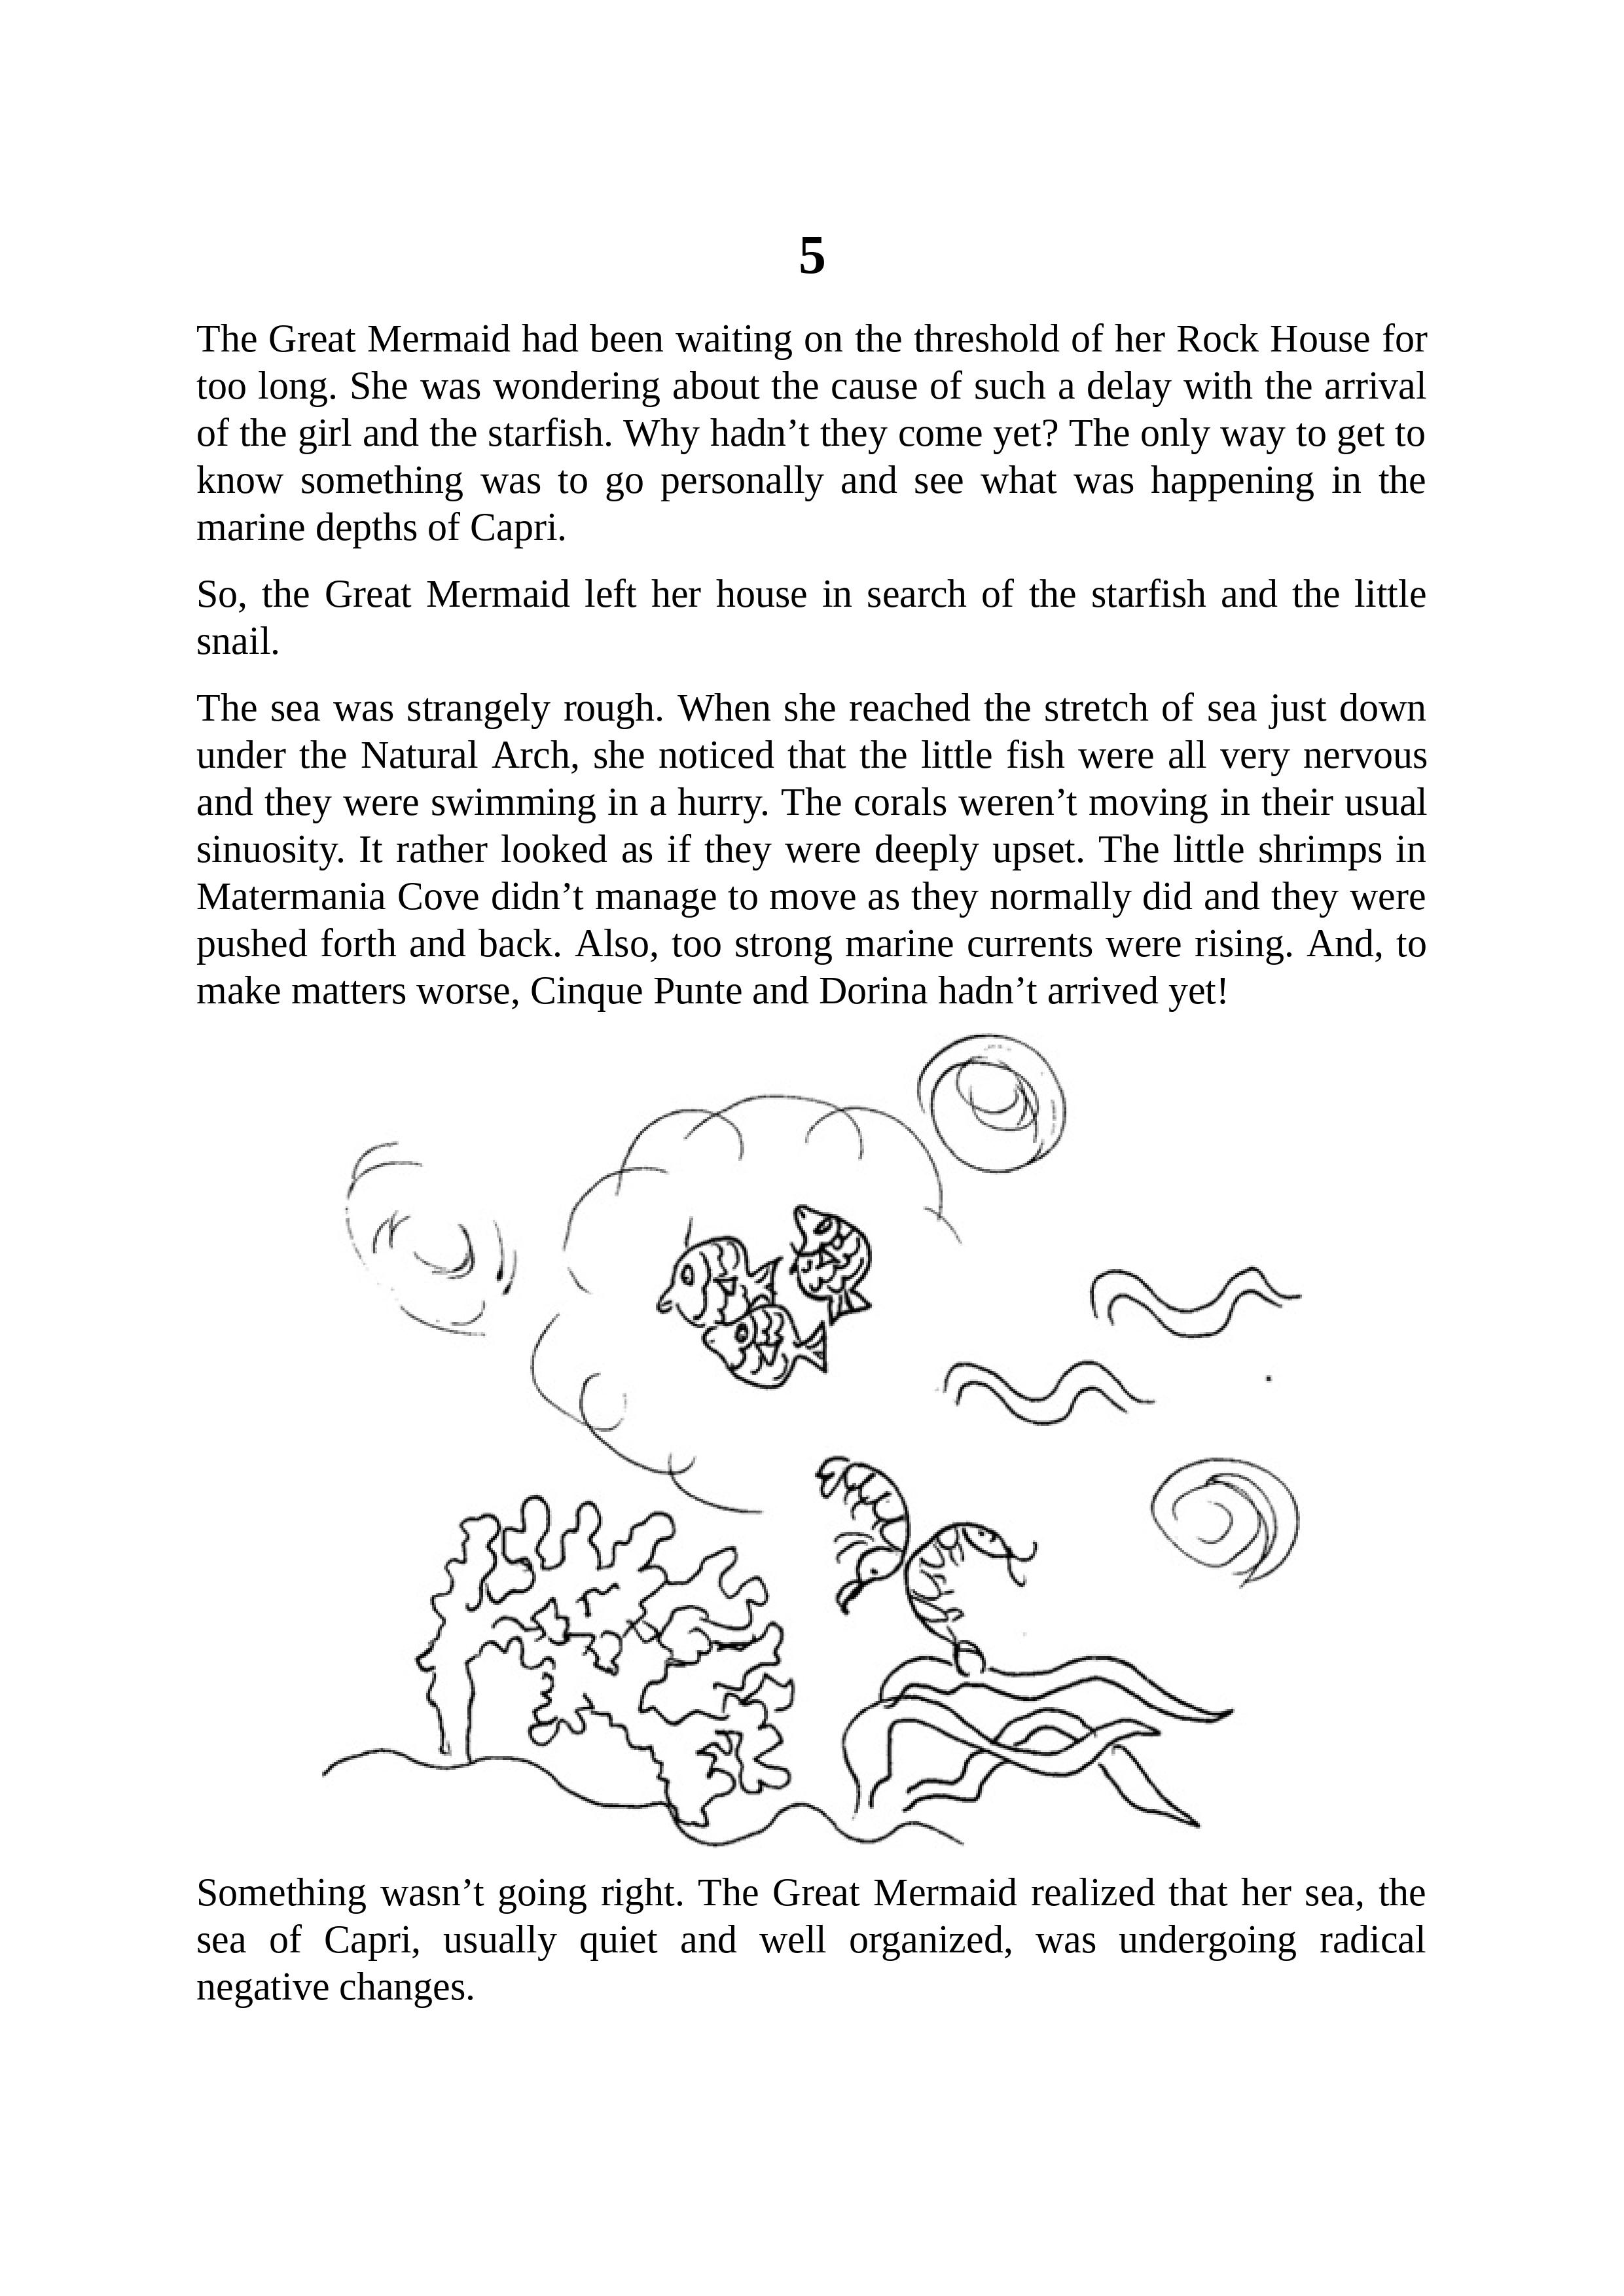 5
The Great Mermaid had been waiting on the threshold of her Rock House for
too long. She was wondering about the cause of such a delay with the arrival
of the girl and the starfish. Why hadn’t they come yet? The only way to get to
know something was to go personally and see what was happening in the
marine depths of Capri.
So, the Great Mermaid left her house in search of the starfish and the little
snail.
The sea was strangely rough. When she reached the stretch of sea just down
under the Natural Arch, she noticed that the little fish were all very nervous
and they were swimming in a hurry. The corals weren’t moving in their usual
sinuosity. It rather looked as if they were deeply upset. The little shrimps in
Matermania Cove didn’t manage to move as they normally did and they were
pushed forth and back. Also, too strong marine currents were rising. And, to
make matters worse, Cinque Punte and Dorina hadn’t arrived yet!
Something wasn’t going right. The Great Mermaid realized that her sea, the
sea of Capri, usually quiet and well organized, was undergoing radical
negative changes.